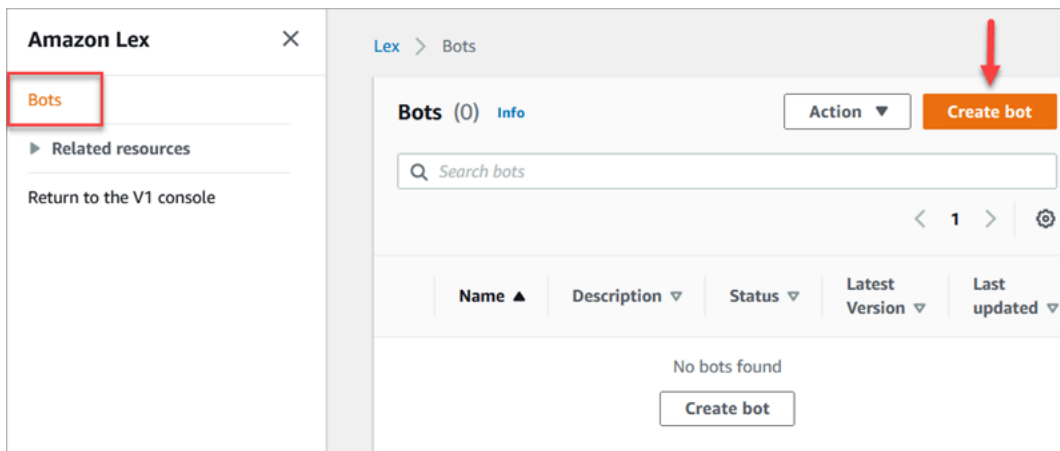 Amazon Lex
Bots
Related resources
Return to the V1 console
Lex > Bots
Bots (0) Info
Action
Create bot
Search bots
1
Name
Description
Status
Latest
Version
Last
updated
No bots found
Create bot